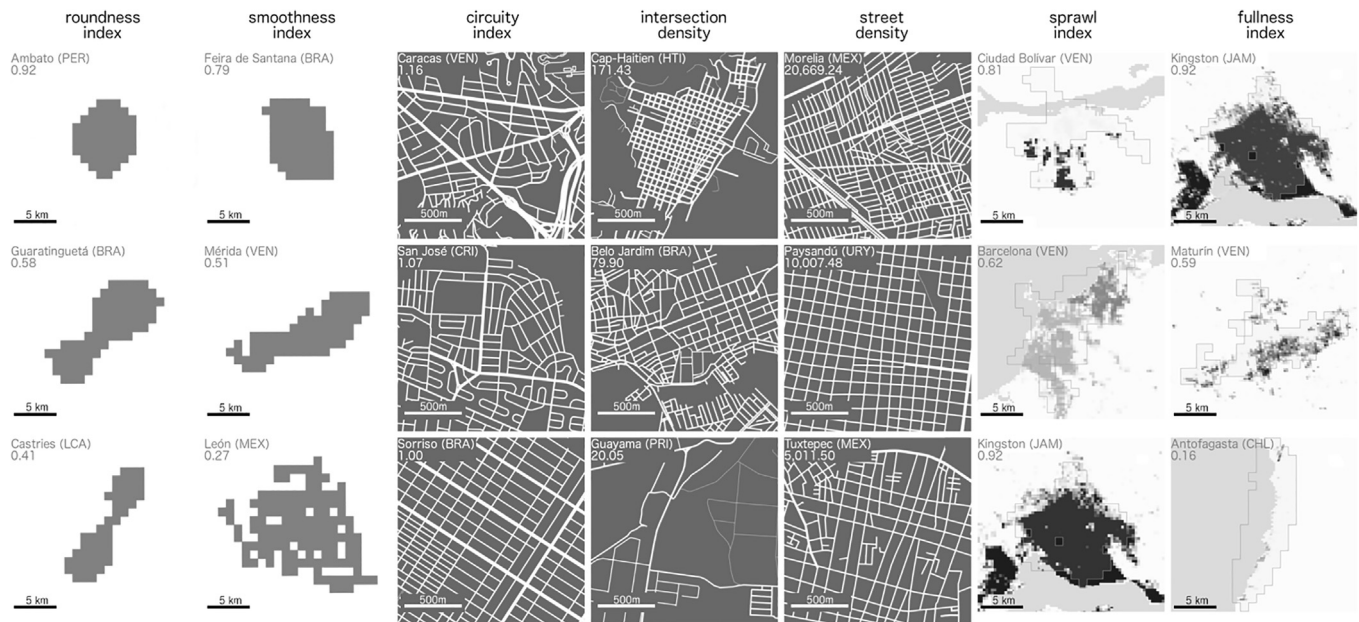 roundness
index
smoothness
index
circuity
index
intersection
density
street
density
sprawl
index
fullness
index
Ambato (PER)
0.92
Feira de Santana (BRA)
0.79
Caracas (VEN)
1.16
Cap-Haïtien (HTI)
171.43
Morelia (MEX)
20,669.24
Ciudad Bolívar (VEN)
0.81
Kingston (JAM)
0.92
5 km
5 km
500m
500m
500m
5 km
5 km
Guaratinguetá (BRA)
0.58
Mérida (VEN)
0.51
San José (CRI)
1.07
Belo Jardim (BRA)
79.90
Paysandú (URY)
10,007.48
Barcelona (VEN)
0.62
Maturín (VEN)
0.59
5 km
5 km
500m
500m
500m
5 km
5 km
Castries (LCA)
0.41
León (MEX)
0.27
Sorriso (BRA)
1.00
Guayama (PRI)
20.05
Tuxtepec (MEX)
5,011.50
Kingston (JAM)
0.92
Antofagasta (CHL)
0.16
5 km
5 km
500m
500m
500m
5 km
5 km